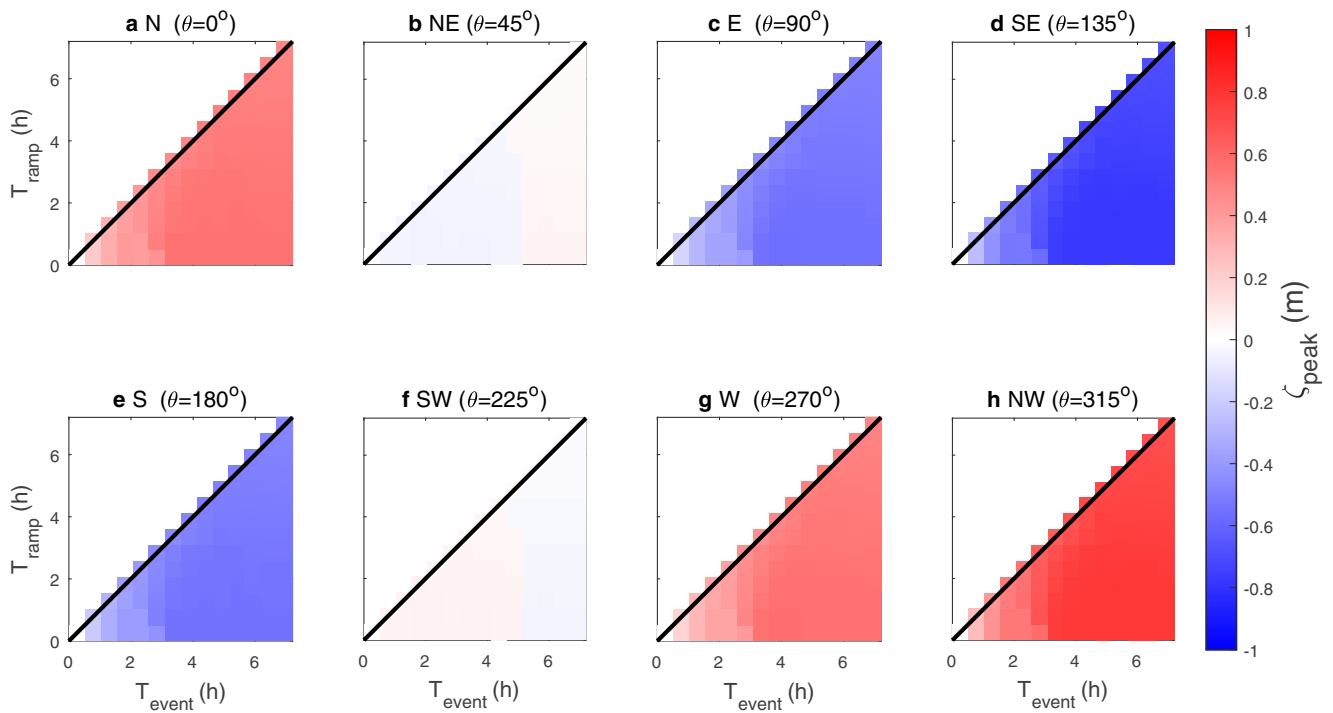 a N (θ=0°)
b NE (θ=45°)
c E (θ=90°)
d SE (θ=135°)
T_ramp (h)
6
4
2
0
e S (θ=180°)
f SW (θ=225°)
g W (θ=270°)
h NW (θ=315°)
T_ramp (h)
6
4
2
0
0 2 4 6
0 2 4 6
0 2 4 6
0 2 4 6
T_event (h)
T_event (h)
T_event (h)
T_event (h)
1
0.8
0.6
0.4
0.2
0
-0.2
-0.4
-0.6
-0.8
-1
ζ_peak (m)